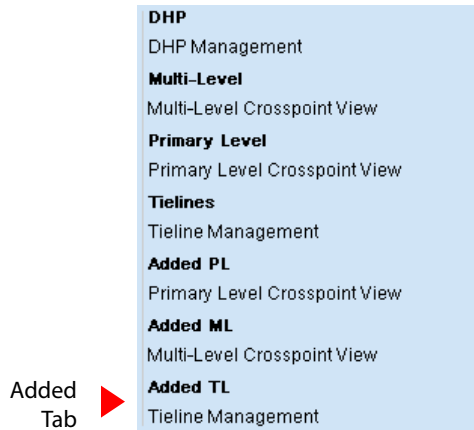 DHP
DHP Management
Multi-Level
Multi-Level Crosspoint View
Primary Level
Primary Level Crosspoint View
Tielines
Tieline Management
Added PL
Primary Level Crosspoint View
Added ML
Multi-Level Crosspoint View
Added TL
Tieline Management
Added
Tab